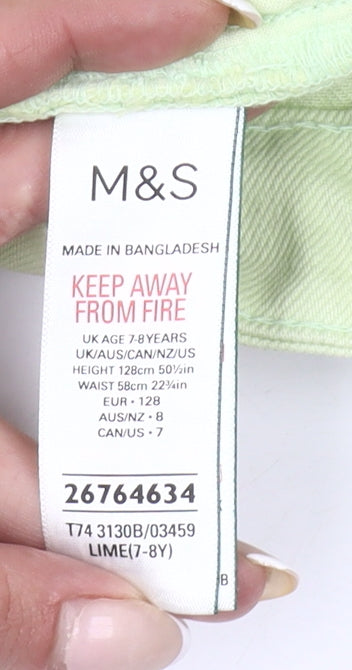 M&S
MADE IN BANGLADESH
KEEP AWAY
FROM FIRE
UK AGE 7-8YEARS
UK/AUS/CAN/NZ/US
HEIGHT 128cm 50½in
WAIST 58cm 22¾in
EUR • 128
AUS/NZ • 8
CAN/US • 7
26764634
T74 3130B/03459
LIME(7-8Y)
B